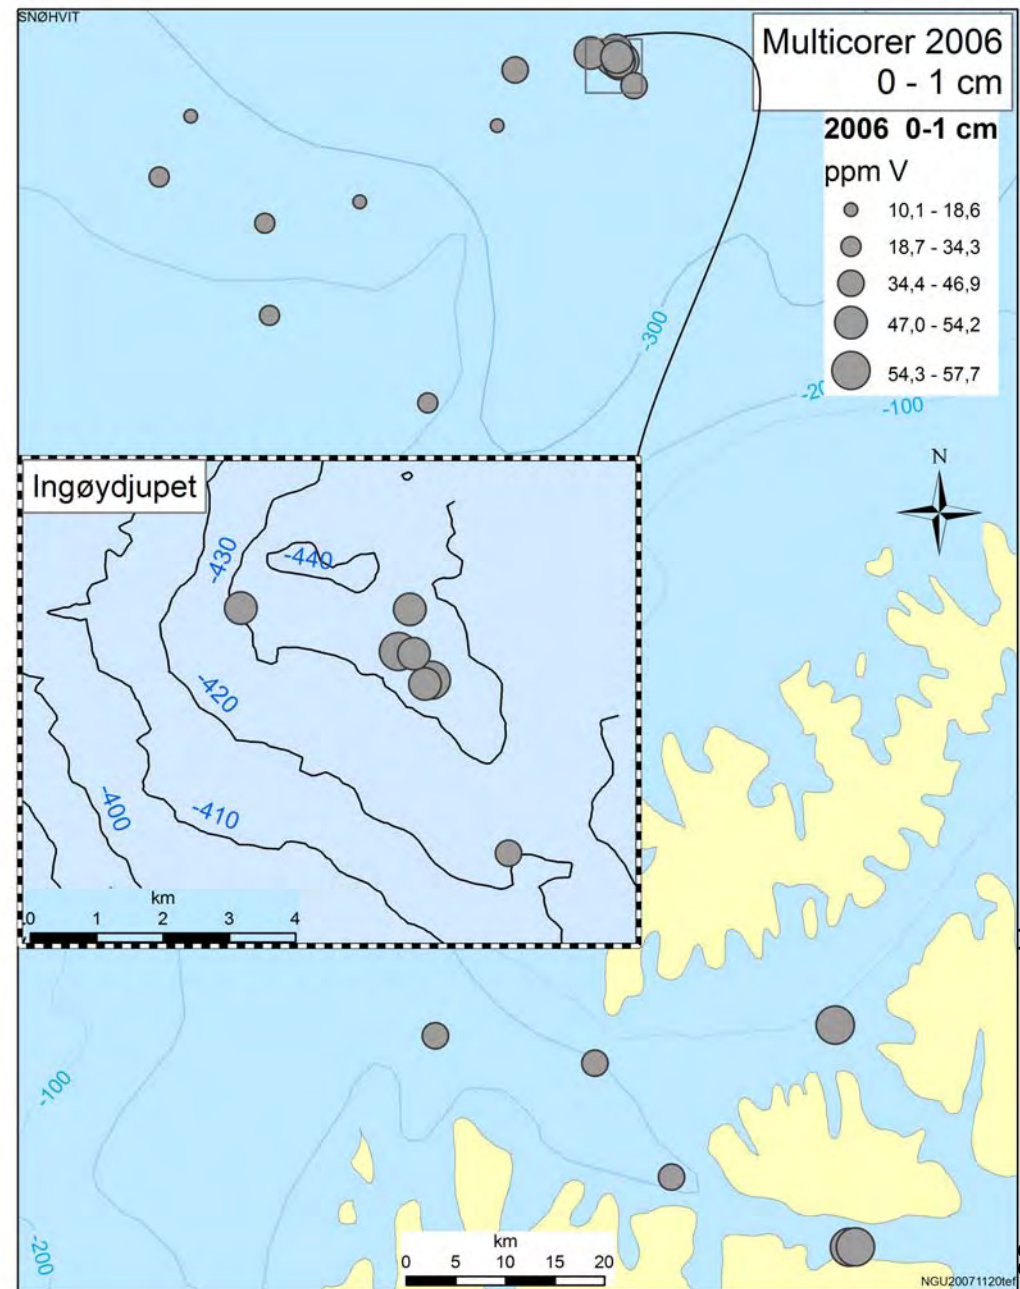 SNØHVIT
Multicorer 2006
0 - 1 cm
2006 0-1 cm
ppm V
10,1 - 18,6
18,7 - 34,3
34,4 - 46,9
47,0 - 54,2
54,3 - 57,7
-300
-100
N
Ingøydjupet
-430
-440
-420
-400
-410
km
0 1 2 3 4
-100
-200
km
0 5 10 15 20
NGU20071120tef